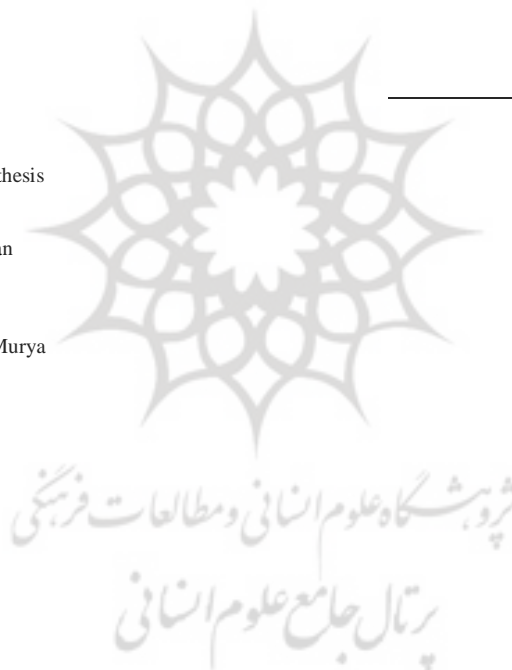 thesis
an
Murya
پژوهشگاه علوم انسانی و مطالعات فرهنگی
پرتال جامع علوم انسانی